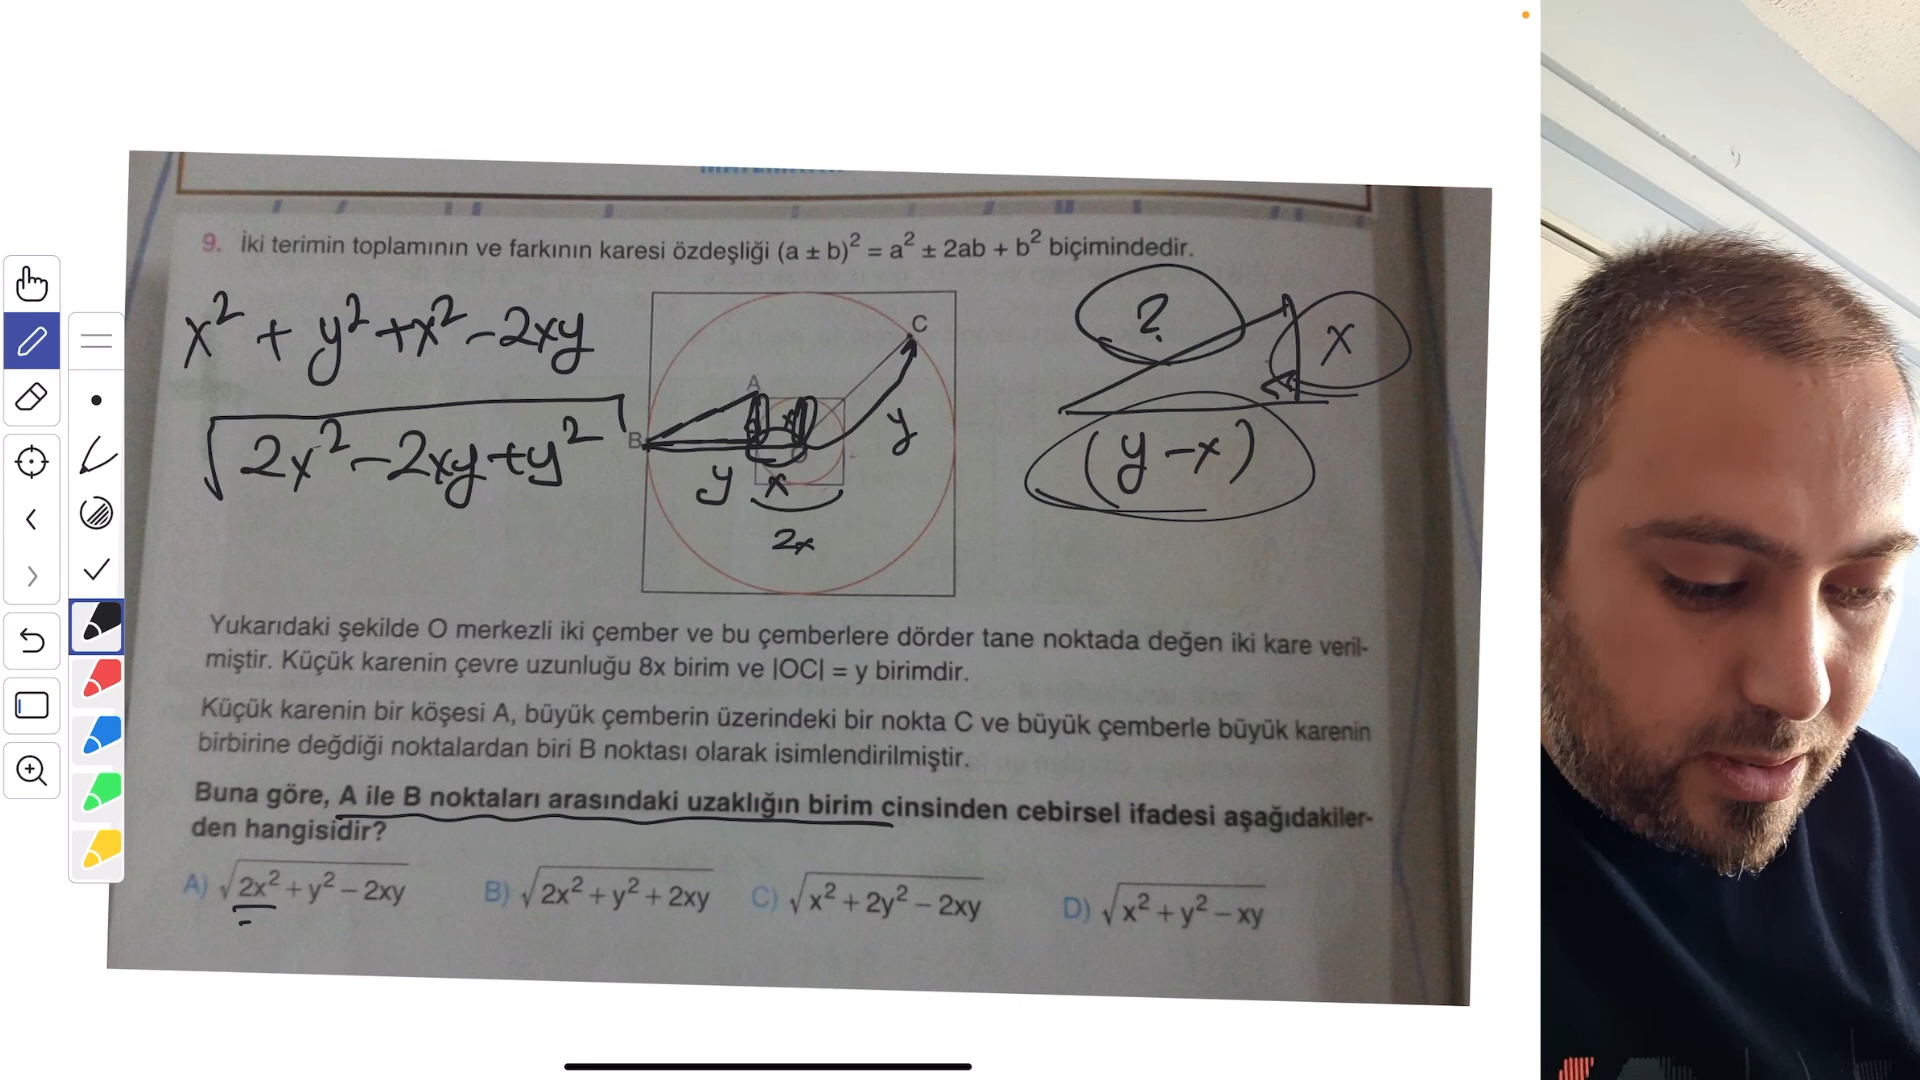 9. İki terimin toplamının ve farkının karesi özdeşliği (a ± b)² = a² ± 2ab + b² biçimindedir.
x² + y² + x² - 2xy
√2x² - 2xy + y²
C
A
B
x
y
y
x
2x
?
x
(y - x)
Yukarıdaki şekilde O merkezli iki çember ve bu çemberlere dörder tane noktada değen iki kare veril-
miştir. Küçük karenin çevre uzunluğu 8x birim ve |OC| = y birimdir.
Küçük karenin bir köşesi A, büyük çemberin üzerindeki bir nokta C ve büyük çemberle büyük karenin
birbirine değdiği noktalardan biri B noktası olarak isimlendirilmiştir.
Buna göre, A ile B noktaları arasındaki uzaklığın birim cinsinden cebirsel ifadesi aşağıdakiler-
den hangisidir?
A) √2x² + y² – 2xy B) √2x² + y² + 2xy C) √x² + 2y² – 2xy D) √x² + y² – xy